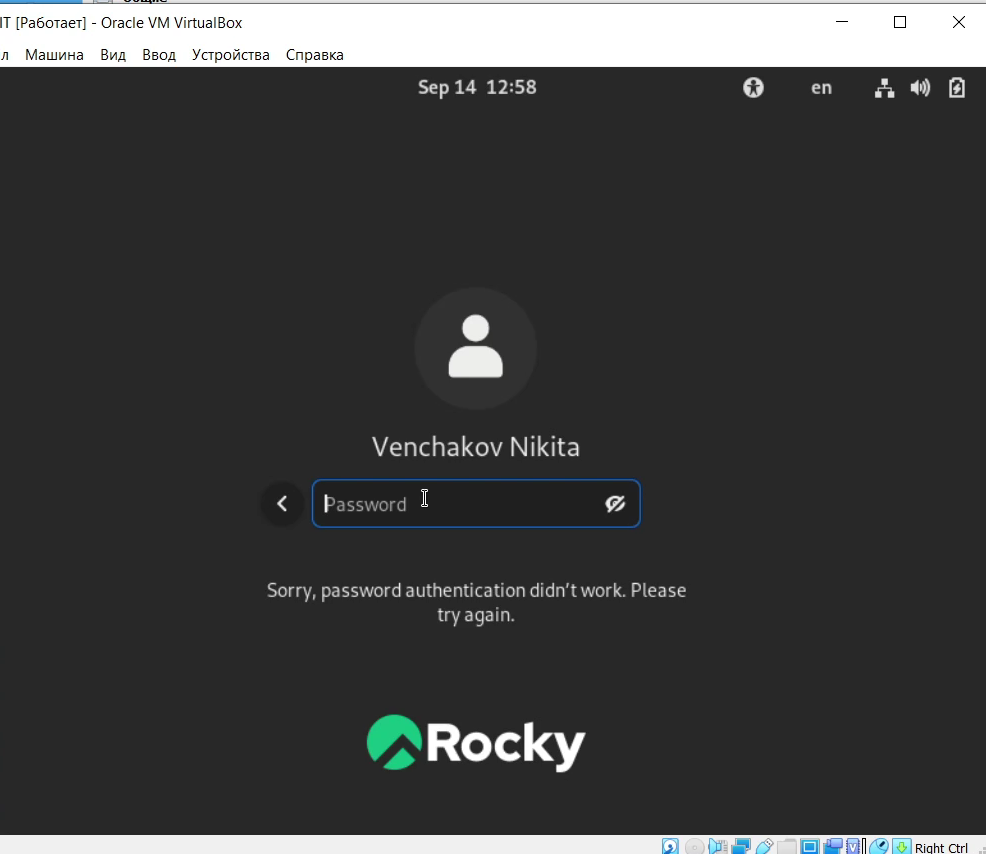 IT [Работает] - Oracle VM VirtualBox
л Машина Вид Ввод Устройства Справка
Sep 14 12:58 en
Venchakov Nikita
Password
Sorry, password authentication didn't work. Please
try again.
Rocky
Right Ctrl